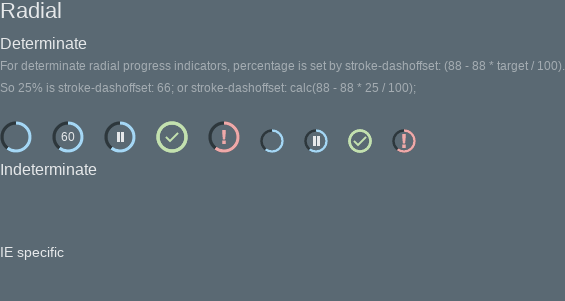 Radial
Determinate
For determinate radial progress indicators, percentage is set by stroke-dashoffset: (88 - 88 * target / 100).
So 25% is stroke-dashoffset: 66; or stroke-dashoffset: calc(88 - 88 * 25 / 100);
60 ! !
Indeterminate
IE specific